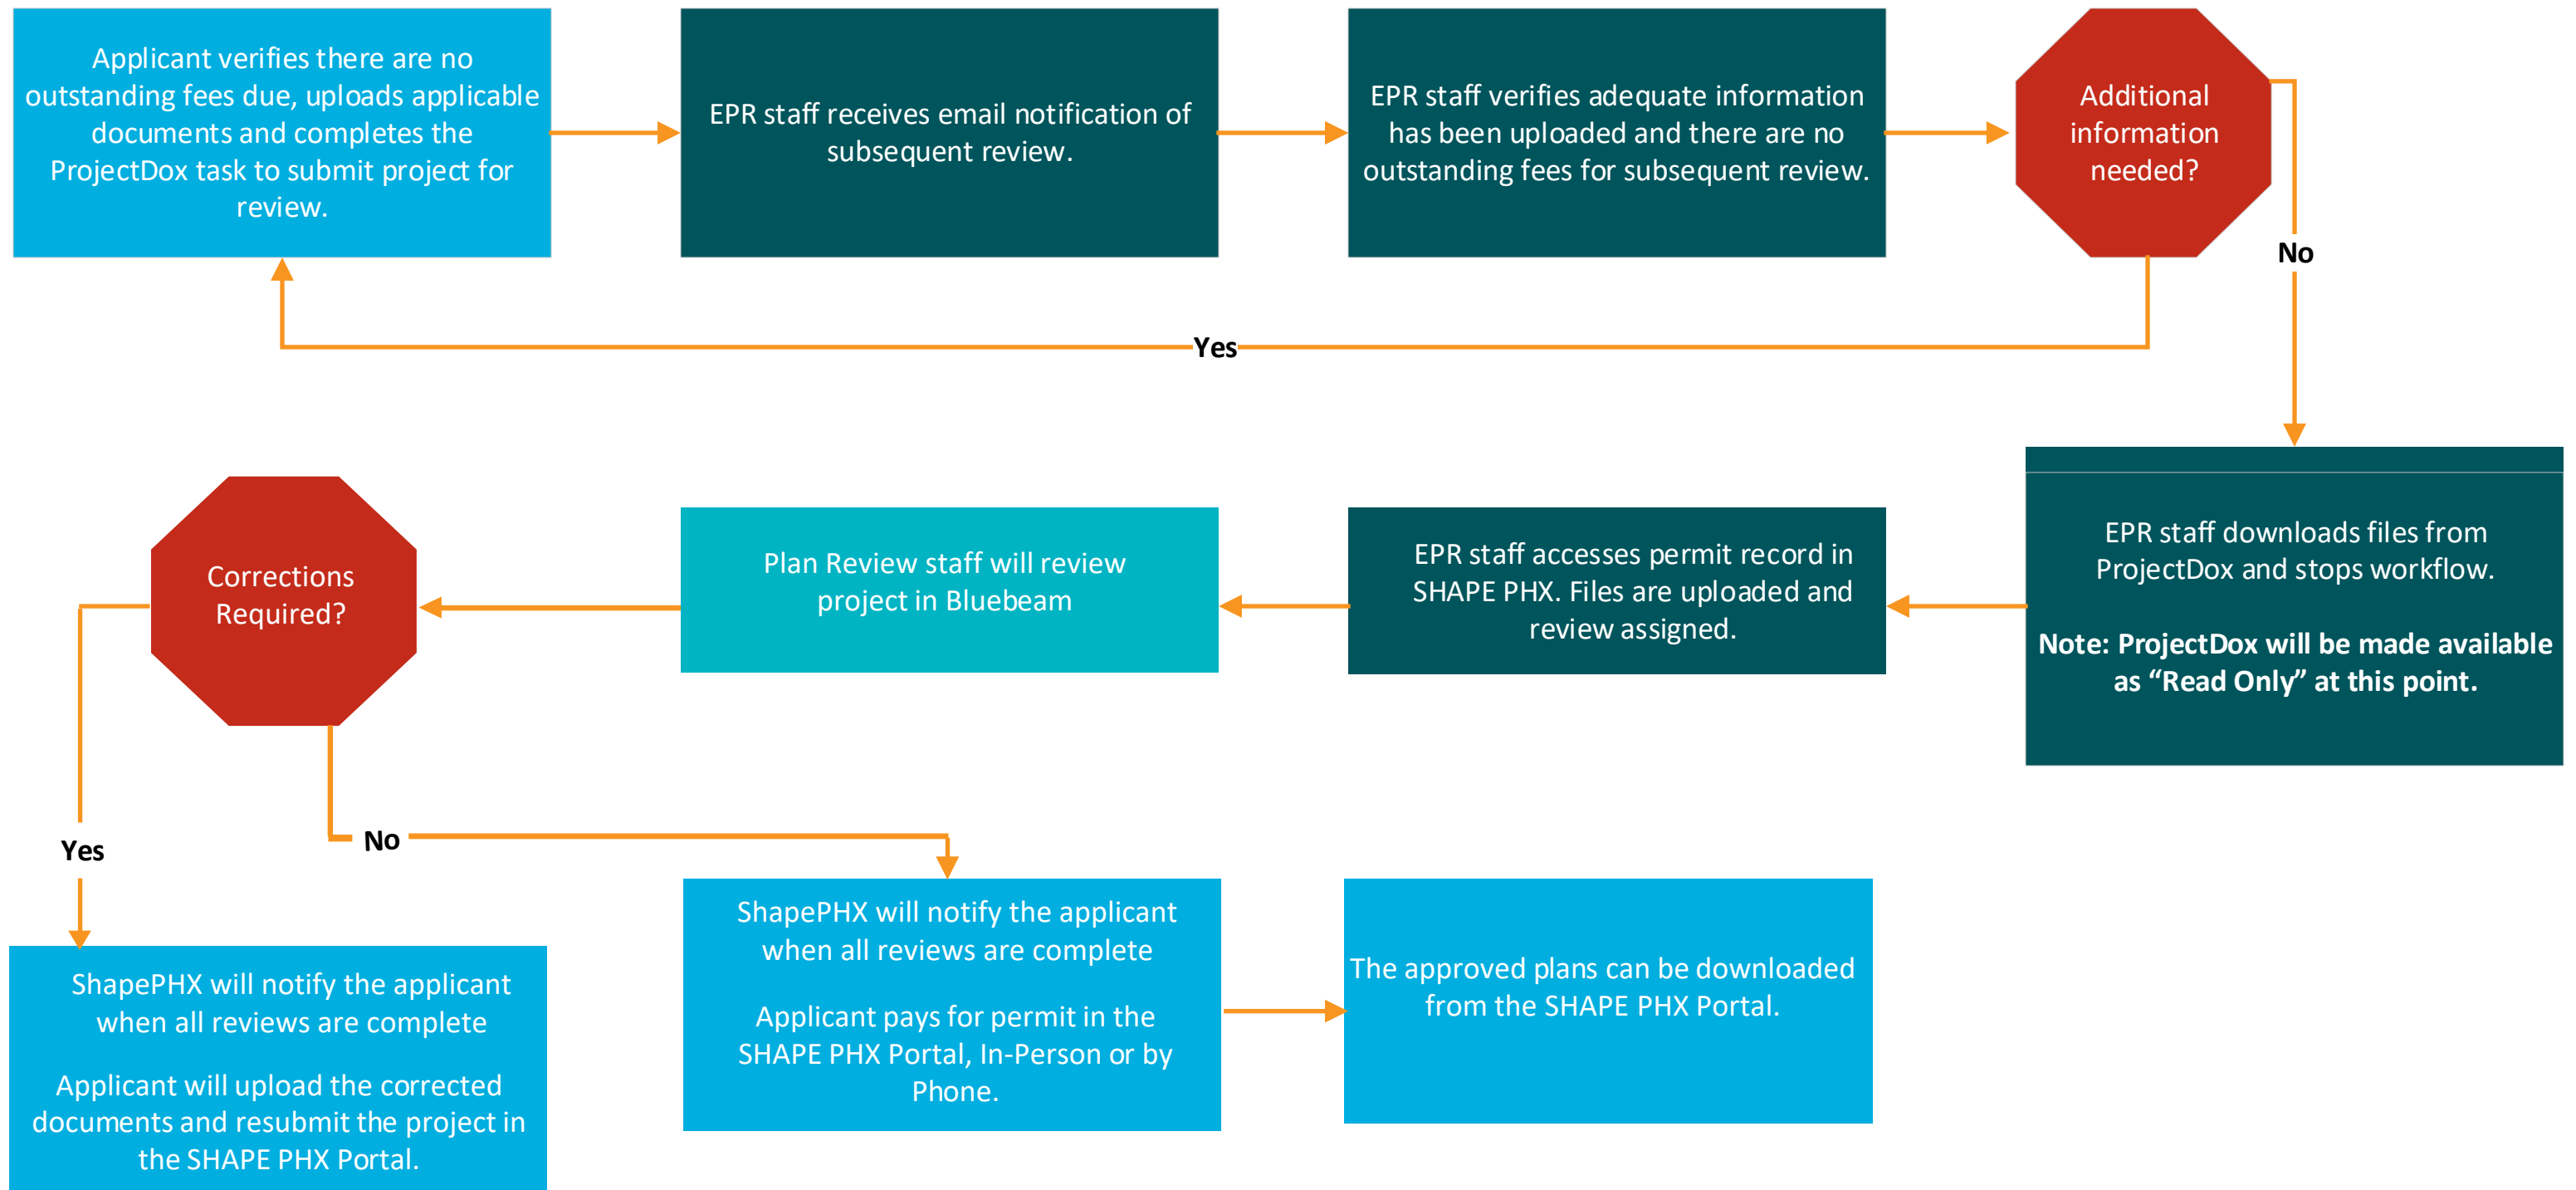 Applicant verifies there are no
outstanding fees due, uploads applicable
documents and completes the
ProjectDox task to submit project for
review.
EPR staff receives email notification of
subsequent review.
EPR staff verifies adequate information
has been uploaded and there are no
outstanding fees for subsequent review.
Additional
information
needed?
No
Yes
EPR staff downloads files from
ProjectDox and stops workflow.
Note: ProjectDox will be made available
as “Read Only” at this point.
EPR staff accesses permit record in
SHAPE PHX. Files are uploaded and
review assigned.
Plan Review staff will review
project in Bluebeam
Corrections
Required?
Yes
No
ShapePHX will notify the applicant
when all reviews are complete
Applicant will upload the corrected
documents and resubmit the project in
the SHAPE PHX Portal.
ShapePHX will notify the applicant
when all reviews are complete
Applicant pays for permit in the
SHAPE PHX Portal, In-Person or by
Phone.
The approved plans can be downloaded
from the SHAPE PHX Portal.